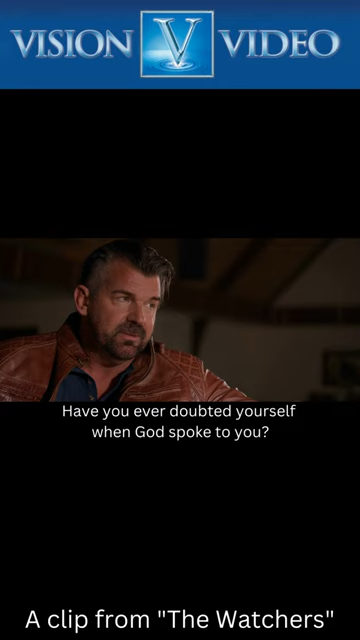 VISION V VIDEO
Have you ever doubted yourself
when God spoke to you?
A clip from "The Watchers"